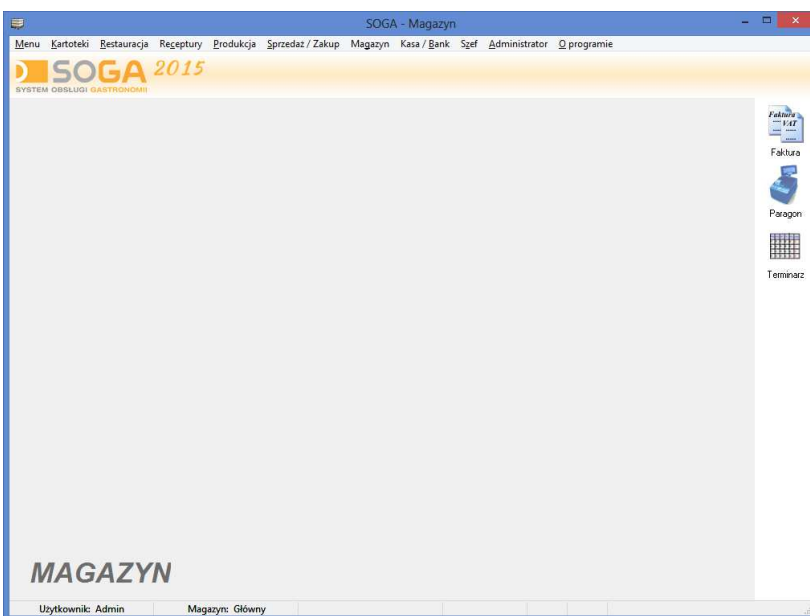 SOGA - Magazyn
Menu Kartoteki Restauracja Receptury Produkcja Sprzedaż / Zakup Magazyn Kasa / Bank Szef Administrator O programie
SOGA 2015
SYSTEM OBSŁUGI GASTRONOMII
Faktura VAT
Faktura
Paragon
Terminarz
MAGAZYN
Użytkownik: Admin Magazyn: Główny